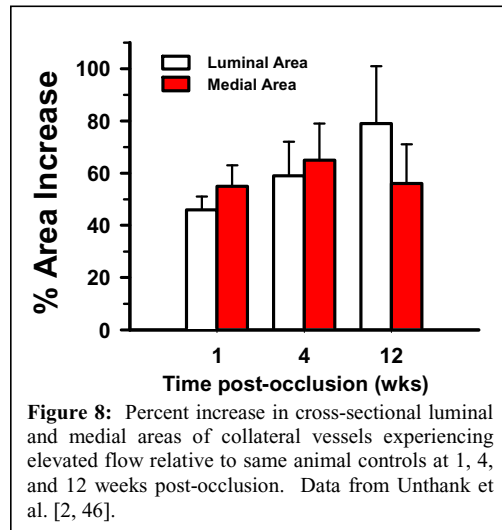 % Area Increase
100
80
60
40
20
0
Luminal Area
Medial Area
1 4 12
Time post-occlusion (wks)
Figure 8: Percent increase in cross-sectional luminal
and medial areas of collateral vessels experiencing
elevated flow relative to same animal controls at 1, 4,
and 12 weeks post-occlusion. Data from Unthank et
al. [2, 46].